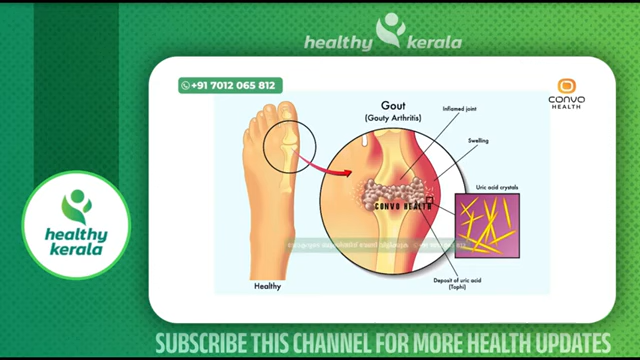 healthy kerala
+91 7012 065 812
CONVO
HEALTH
Gout
(Gouty Arthritis)
Inflamed joint
Swelling
Uric acid crystals
CONVO HEALTH
healthy
kerala
Healthy
Deposit of uric acid
(Tophi)
SUBSCRIBE THIS CHANNEL FOR MORE HEALTH UPDATES